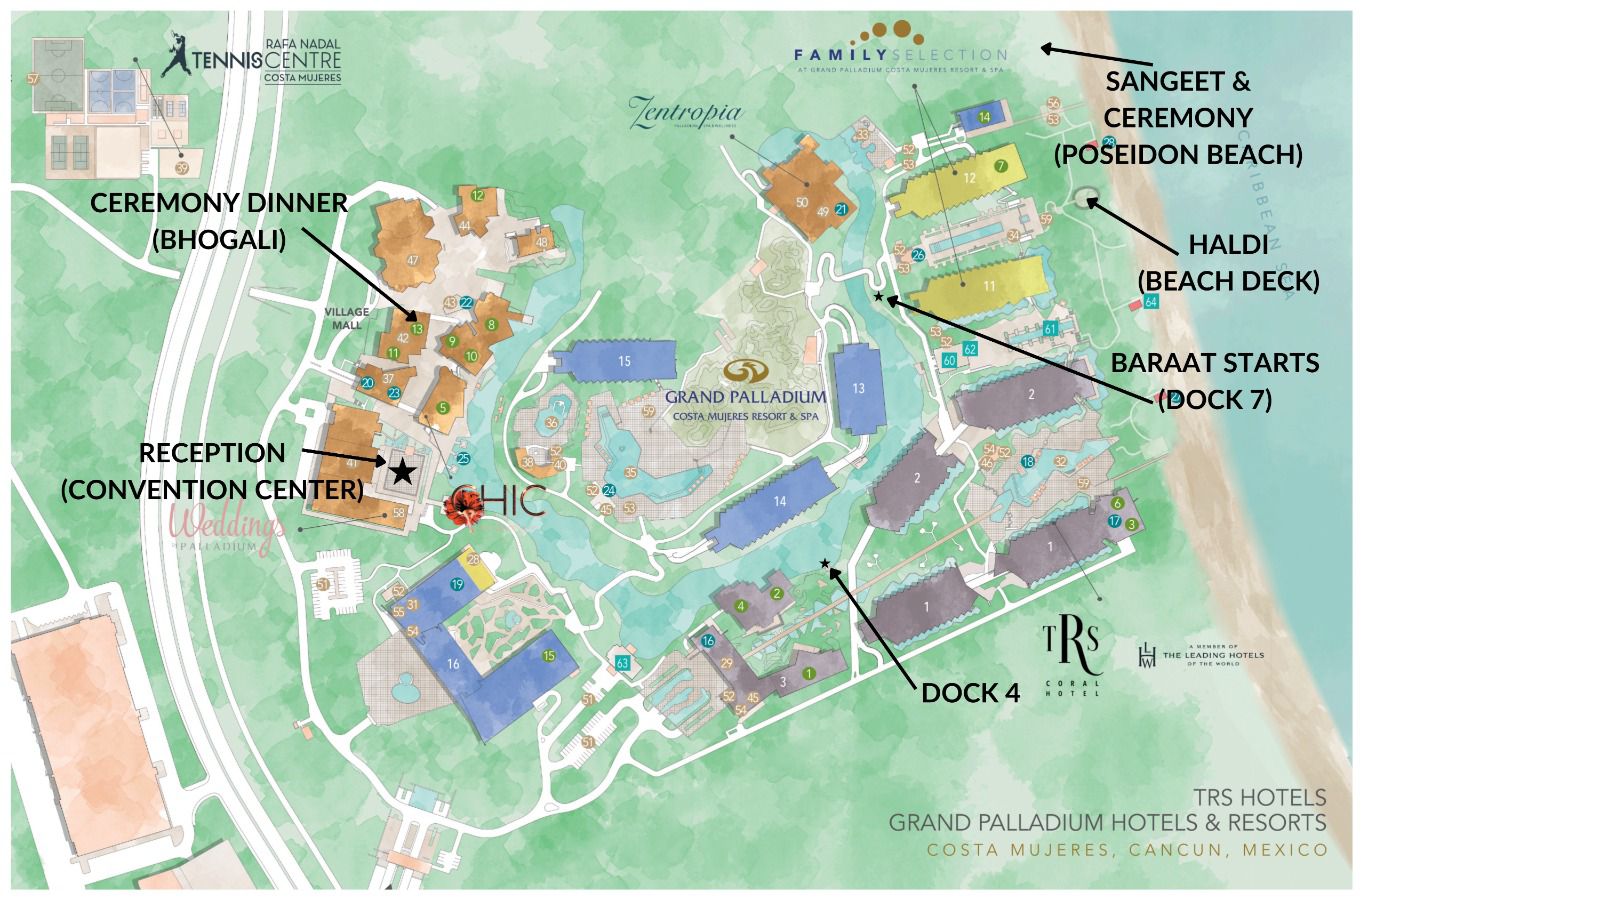 RAFA NADAL
TENNIS CENTRE
COSTA MUJERES
57
39
FAMILY SELECTION
AT GRAND PALLADIUM COSTA MUJERES RESORT & SPA
SANGEET &
CEREMONY
(POSEIDON BEACH)
Zentropia
14
56
53
28
33
52
53
12
7
50
49
21
59
34
52
26
53
11
CARIBBEAN
HALDI
(BEACH DECK)
64
CEREMONY DINNER
(BHOGALI)
12
44
48
47
43
22
VILLAGE
MALL
13
42
11
8
9
10
20
37
23
5
15
13
GRAND PALLADIUM
COSTA MUJERES RESORT & SPA
59
36
38
52
40
35
52
24
45
53
14
53
52
60
62
61
BARAAT STARTS
(DOCK 7)
2
2
54
52
46
18
32
59
6
17
3
1
1
RECEPTION
(CONVENTION CENTER)
41
58
25
CHIC
Weddings
BY PALLADIUM
51
28
19
52
31
55
54
16
15
63
51
51
4
2
16
29
3
1
52
45
54
DOCK 4
TRS
CORAL
HOTEL
A MEMBER OF
THE LEADING HOTELS
OF THE WORLD
TRS HOTELS
GRAND PALLADIUM HOTELS & RESORTS
COSTA MUJERES, CANCUN, MEXICO